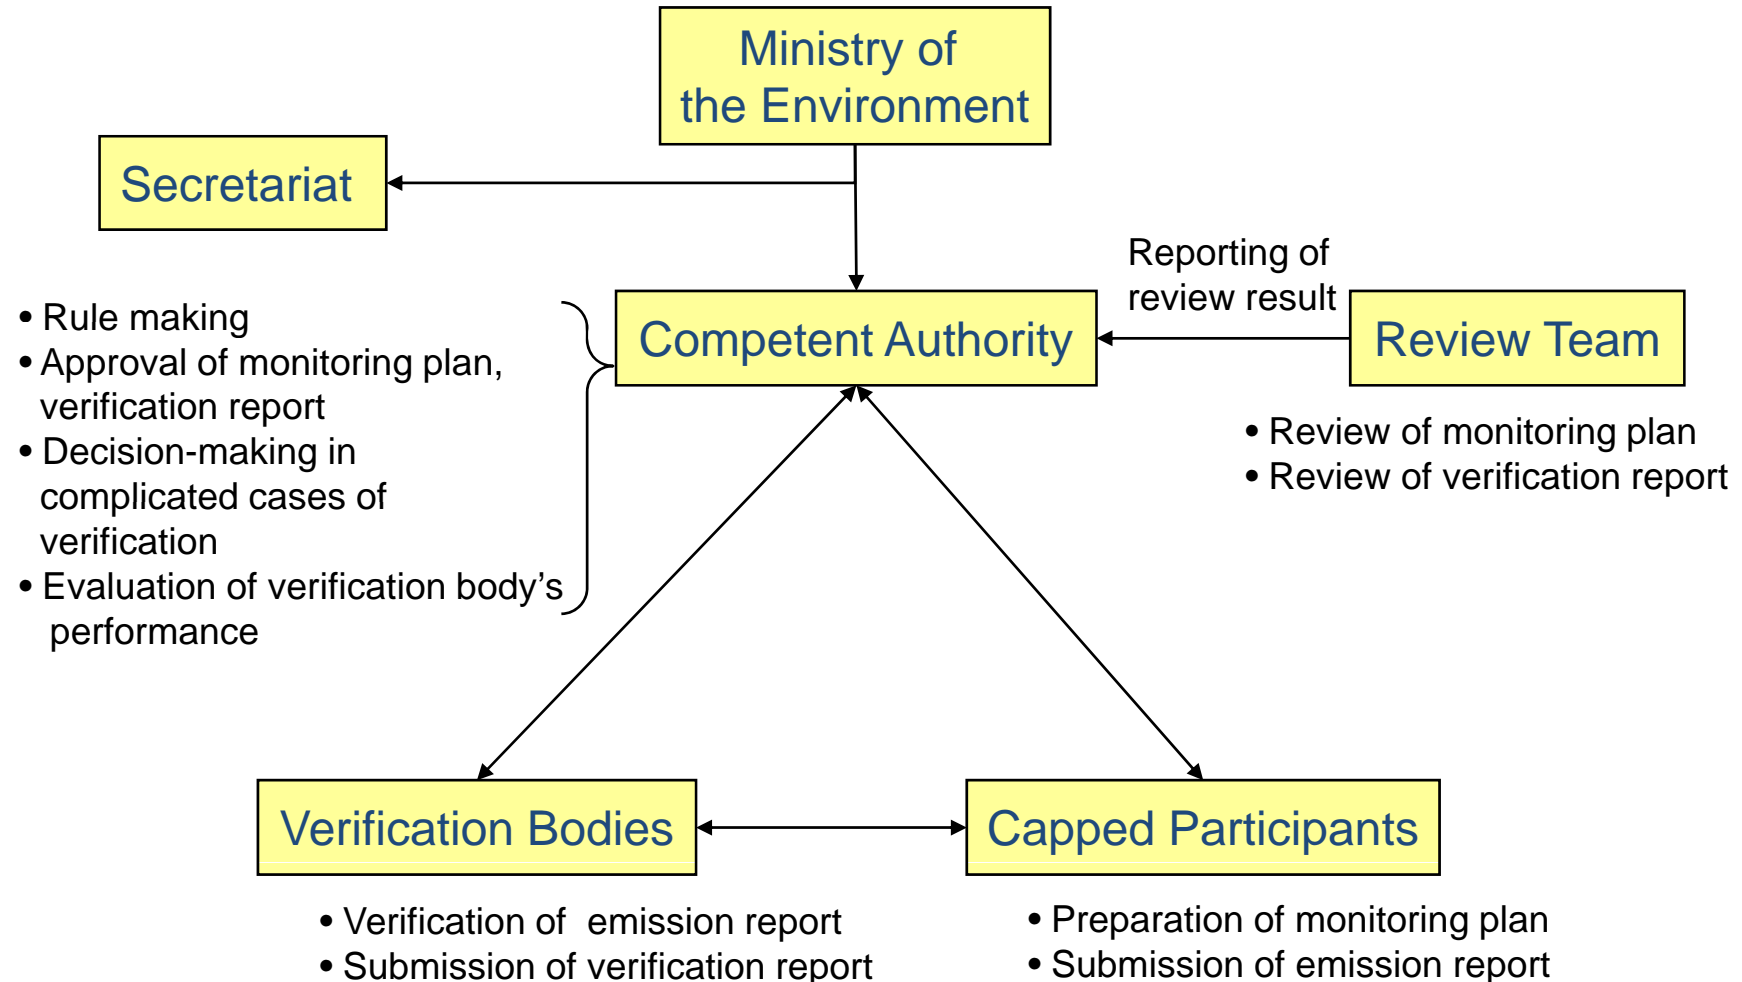 Ministry of
the Environment
Secretariat
Reporting of
review result
Competent Authority
Review Team
• Rule making
• Approval of monitoring plan,
verification report
• Decision-making in
complicated cases of
verification
• Evaluation of verification body’s
performance
• Review of monitoring plan
• Review of verification report
Verification Bodies
Capped Participants
• Verification of emission report
• Submission of verification report
• Preparation of monitoring plan
• Submission of emission report